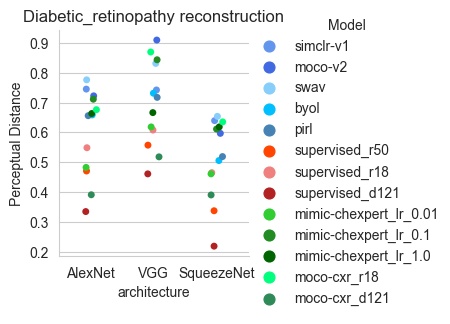 Diabetic_retinopathy reconstruction
Perceptual Distance
0.9
0.8
0.7
0.6
0.5
0.4
0.3
0.2
AlexNet VGG SqueezeNet
architecture
Model
simclr-v1
moco-v2
swav
byol
pirl
supervised_r50
supervised_r18
supervised_d121
mimic-chexpert_lr_0.01
mimic-chexpert_lr_0.1
mimic-chexpert_lr_1.0
moco-cxr_r18
moco-cxr_d121